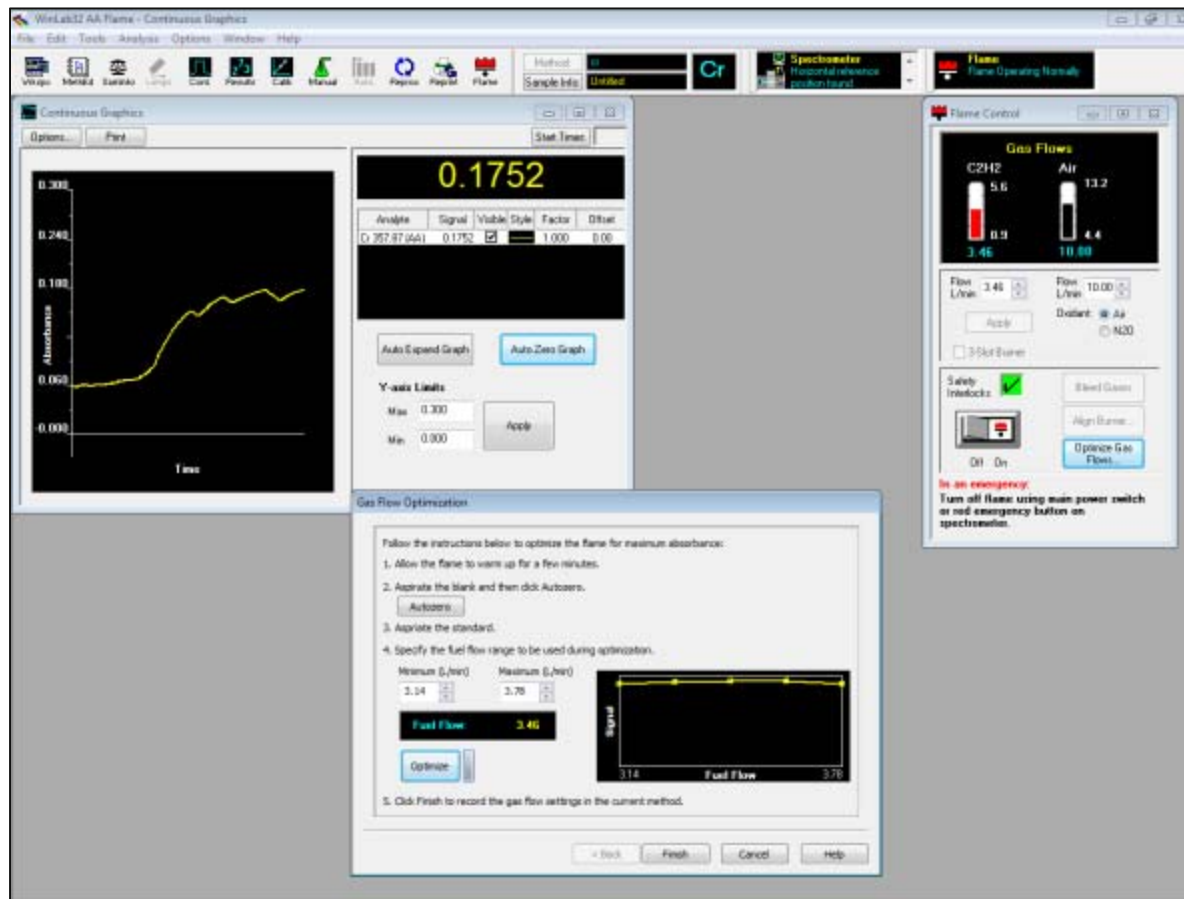 WinLab32 AA Flame - Continuous Graphics
File Edit Tools Analysis Options Window Help
Wkspc MethEd SamInfo Lamps Cont Results Calib Manual Auto Reproc Reprint Flame
Method
Sample Info Untitled
Cr
Spectrometer
Horizontal reference
position found
Flame
Flame Operating Normally
Continuous Graphics
Options... Print
Start Timer
0.300
0.240
0.180
0.060
-0.000
Absorbance
Time
0.1752
Analyte Signal Visible Style Factor Offset
Cr 357.87 (AA) 0.1752 1.000 0.00
Auto Expand Graph Auto Zero Graph
Y-axis Limits
Max 0.300
Min 0.000
Apply
Flame Control
Gas Flows
C2H2 Air
5.6 13.2
0.9 4.4
3.46 10.00
Flow L/min 3.46 Flow L/min 10.00
Apply
Oxidant: Air
N2O
3-Slot Burner
Safety Interlocks
Bleed Gases
Align Burner...
Optimize Gas Flows...
Off On
In an emergency:
Turn off flame using main power switch
or red emergency button on
spectrometer.
Gas Flow Optimization
Follow the instructions below to optimize the flame for maximum absorbance:
1. Allow the flame to warm up for a few minutes.
2. Aspirate the blank and then click Autozero.
Autozero
3. Aspriate the standard.
4. Specify the fuel flow range to be used during optimization.
Minimum (L/min) Maximum (L/min)
3.14 3.78
Fuel Flow: 3.46
Optimize
Signal
3.14 Fuel Flow 3.78
5. Click Finish to record the gas flow settings in the current method.
< Back Finish Cancel Help